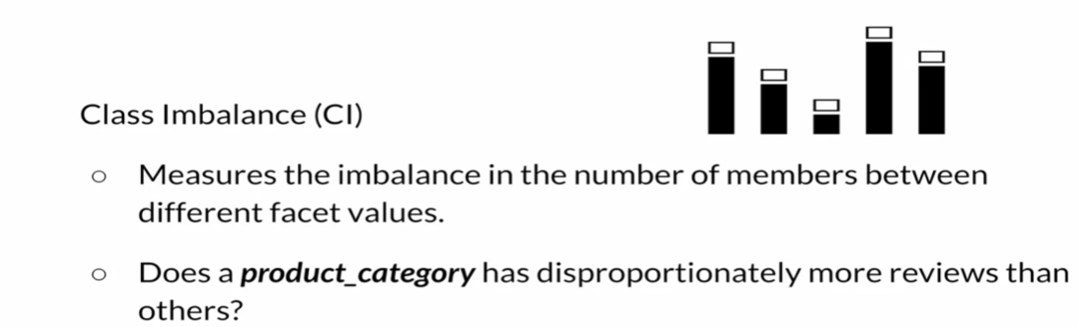 Class Imbalance (CI)
○ Measures the imbalance in the number of members between
different facet values.
○ Does a product_category has disproportionately more reviews than
others?